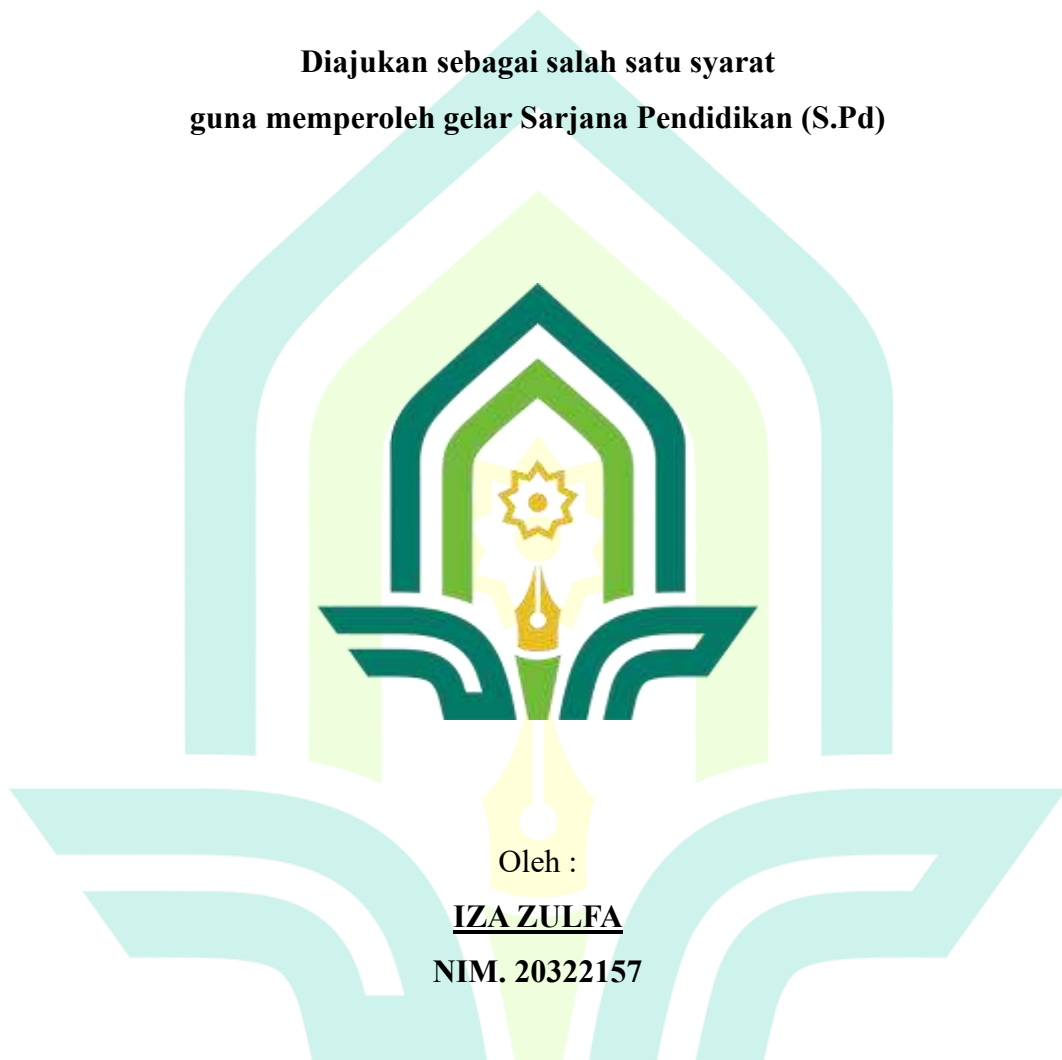 Diajukan sebagai salah satu syarat
guna memperoleh gelar Sarjana Pendidikan (S.Pd)
Oleh :
IZA ZULFA
NIM. 20322157